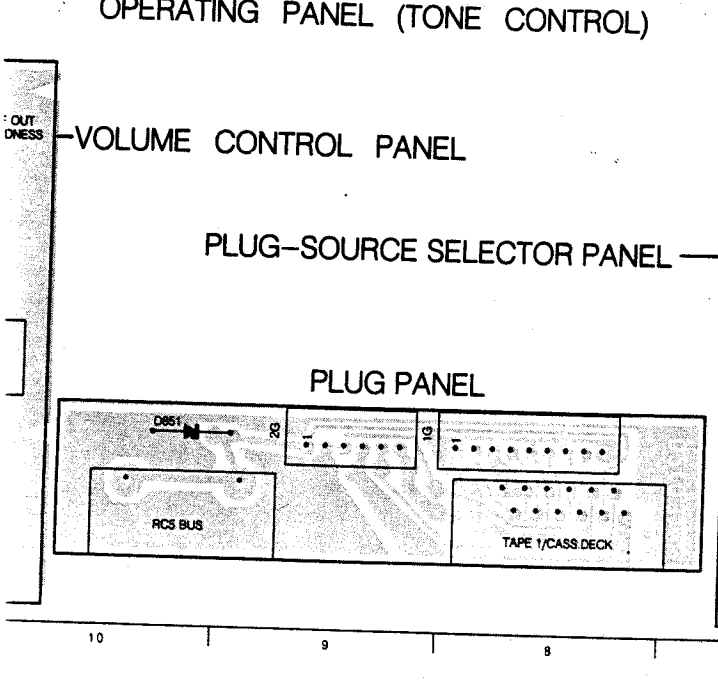 OPERATING PANEL (TONE CONTROL)
OUT
DNESS
VOLUME CONTROL PANEL
PLUG-SOURCE SELECTOR PANEL
PLUG PANEL
D851
2G
1
1G
1
RC5 BUS
TAPE 1/CASS.DECK
10
9
8